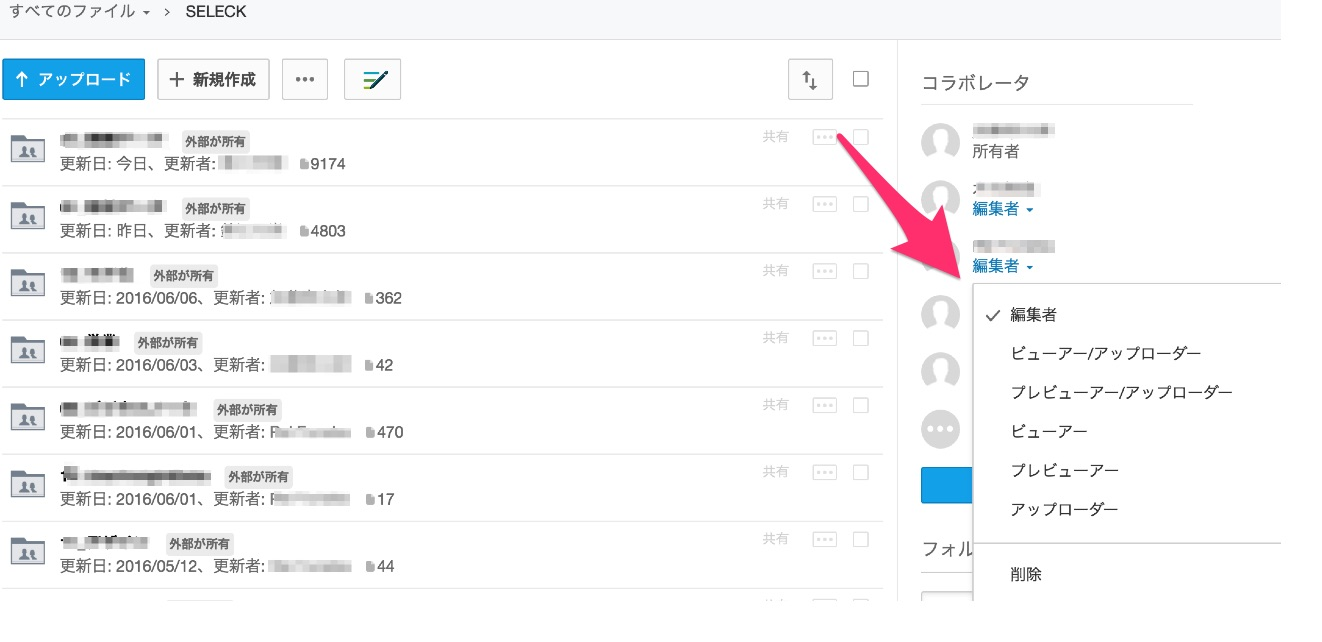 すべてのファイル › SELECK
アップロード
新規作成
外部が所有
共有
更新日: 今日、更新者:
9174
外部が所有
共有
更新日: 昨日、更新者:
4803
外部が所有
共有
更新日: 2016/06/06、更新者:
362
外部が所有
共有
更新日: 2016/06/03、更新者:
42
外部が所有
共有
更新日: 2016/06/01、更新者:
470
外部が所有
共有
更新日: 2016/06/01、更新者:
17
外部が所有
共有
更新日: 2016/05/12、更新者:
44
コラボレータ
所有者
編集者
編集者
編集者
ビューアー/アップローダー
プレビューアー/アップローダー
ビューアー
プレビューアー
アップローダー
削除
フォル